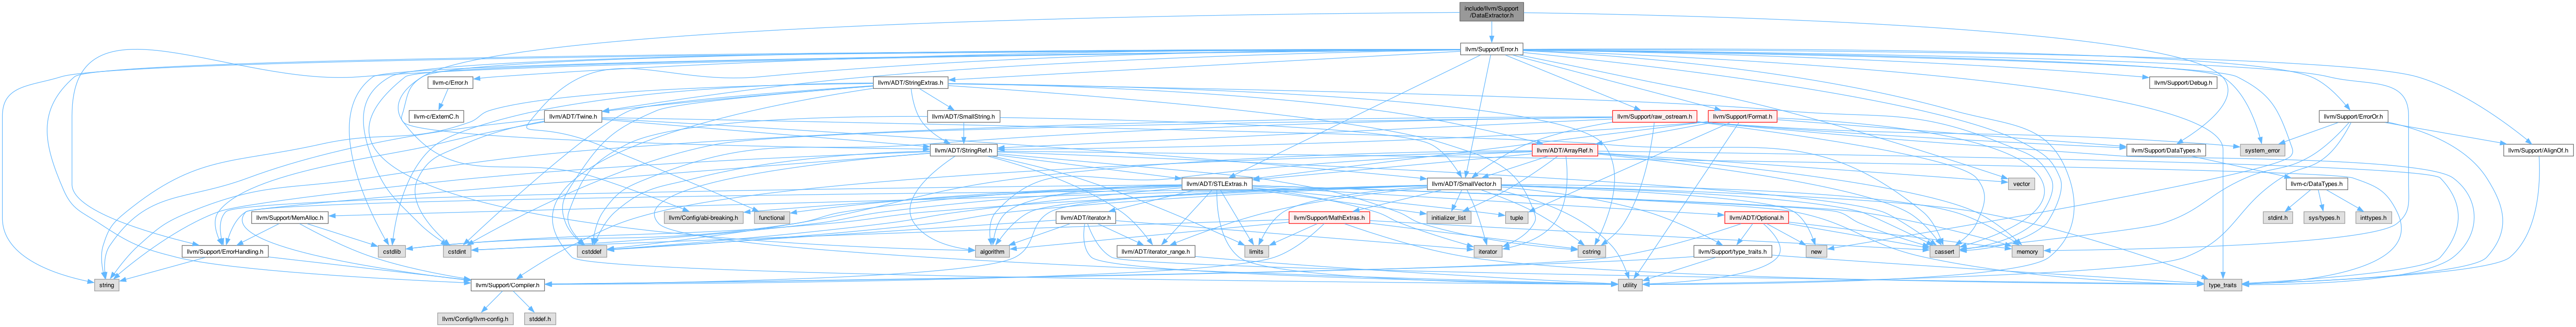 include/llvm/Support
/DataExtractor.h
llvm/Support/Error.h
llvm-c/Error.h
llvm/ADT/StringExtras.h
llvm/Support/Debug.h
llvm-c/ExternC.h
llvm/ADT/Twine.h
llvm/ADT/SmallString.h
llvm/Support/raw_ostream.h
llvm/Support/Format.h
llvm/Support/ErrorOr.h
llvm/ADT/StringRef.h
llvm/ADT/ArrayRef.h
llvm/Support/DataTypes.h
system_error
llvm/Support/AlignOf.h
llvm/ADT/STLExtras.h
llvm/ADT/SmallVector.h
vector
llvm-c/DataTypes.h
llvm/Support/MemAlloc.h
llvm/Config/abi-breaking.h
functional
llvm/ADT/iterator.h
initializer_list
llvm/Support/MathExtras.h
tuple
llvm/ADT/Optional.h
stdint.h
sys/types.h
inttypes.h
llvm/Support/ErrorHandling.h
cstdlib
cstdint
cstddef
algorithm
llvm/ADT/iterator_range.h
limits
iterator
cstring
llvm/Support/type_traits.h
new
cassert
memory
string
llvm/Support/Compiler.h
utility
type_traits
llvm/Config/llvm-config.h
stddef.h